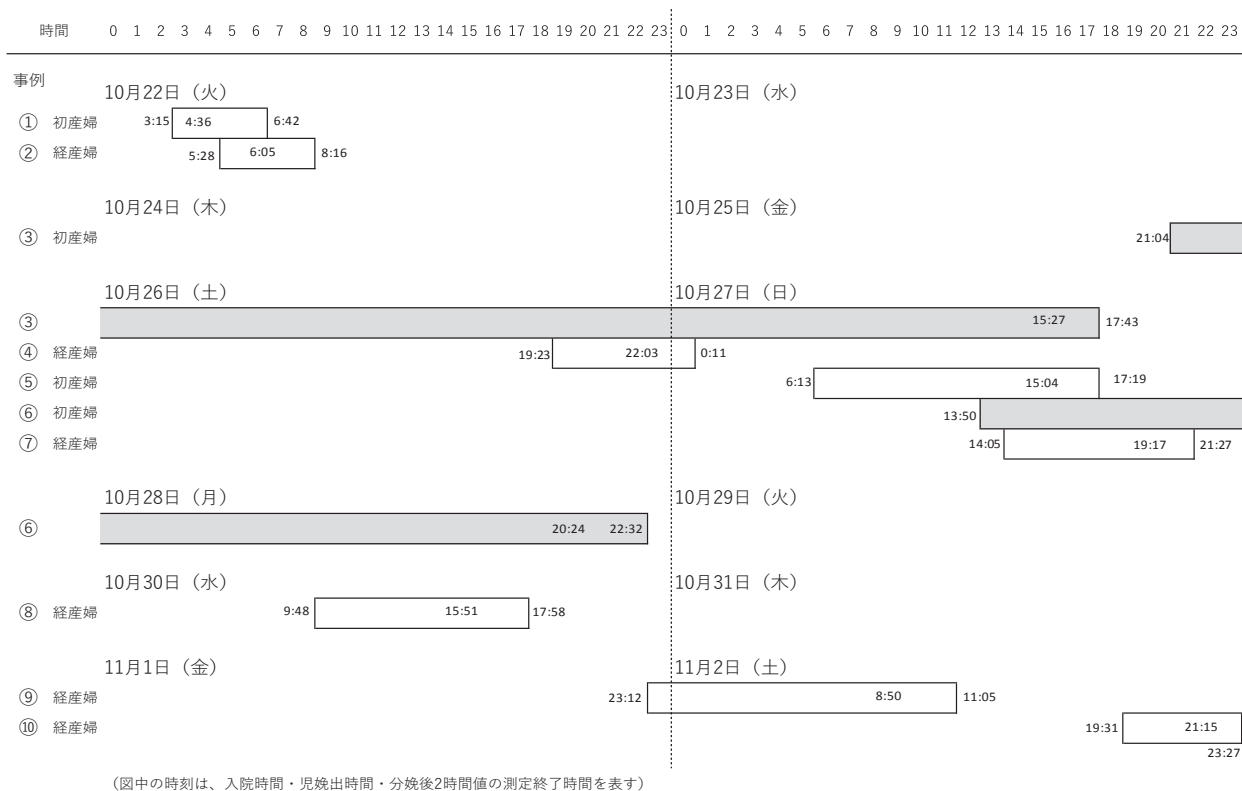 時間 0 1 2 3 4 5 6 7 8 9 10 11 12 13 14 15 16 17 18 19 20 21 22 23 0 1 2 3 4 5 6 7 8 9 10 11 12 13 14 15 16 17 18 19 20 21 22 23
事例
10月22日（火） 10月23日（水）
① 初産婦 3:15 4:36 6:42
② 経産婦 5:28 6:05 8:16
10月24日（木） 10月25日（金）
③ 初産婦 21:04
10月26日（土） 10月27日（日）
③ 15:27 17:43
④ 経産婦 19:23 22:03 0:11
⑤ 初産婦 6:13 15:04 17:19
⑥ 初産婦 13:50
⑦ 経産婦 14:05 19:17 21:27
10月28日（月） 10月29日（火）
⑥ 20:24 22:32
10月30日（水） 10月31日（木）
⑧ 経産婦 9:48 15:51 17:58
11月1日（金） 11月2日（土）
⑨ 経産婦 23:12 8:50 11:05
⑩ 経産婦 19:31 21:15
23:27
（図中の時刻は、入院時間・児娩出時間・分娩後2時間値の測定終了時間を表す）